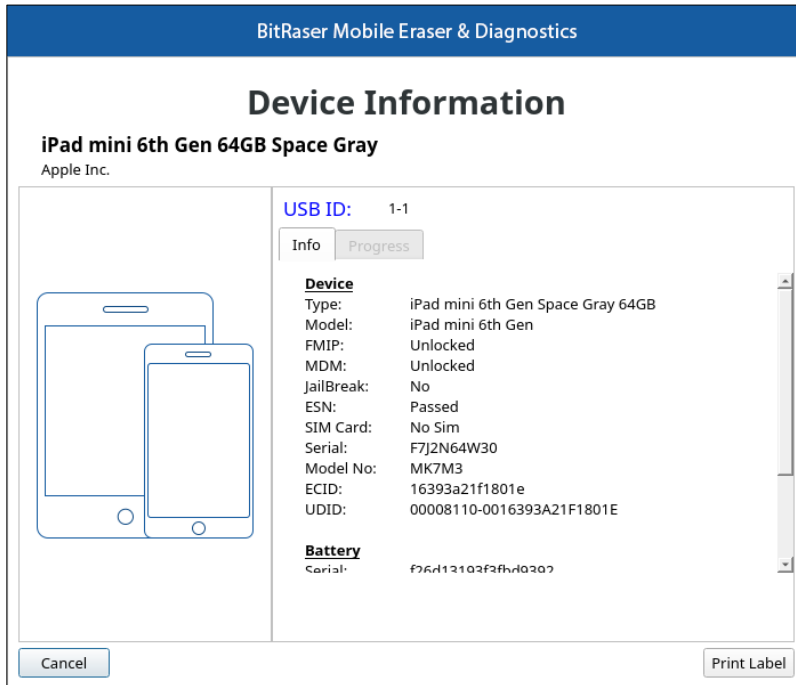 BitRaser Mobile Eraser & Diagnostics
Device Information
iPad mini 6th Gen 64GB Space Gray
Apple Inc.
USB ID: 1-1
Info Progress
Device
Type: iPad mini 6th Gen Space Gray 64GB
Model: iPad mini 6th Gen
FMIP: Unlocked
MDM: Unlocked
JailBreak: No
ESN: Passed
SIM Card: No Sim
Serial: F7J2N64W30
Model No: MK7M3
ECID: 16393a21f1801e
UDID: 00008110-0016393A21F1801E
Battery
Serial: f26d13193f3fbd9392
Cancel Print Label